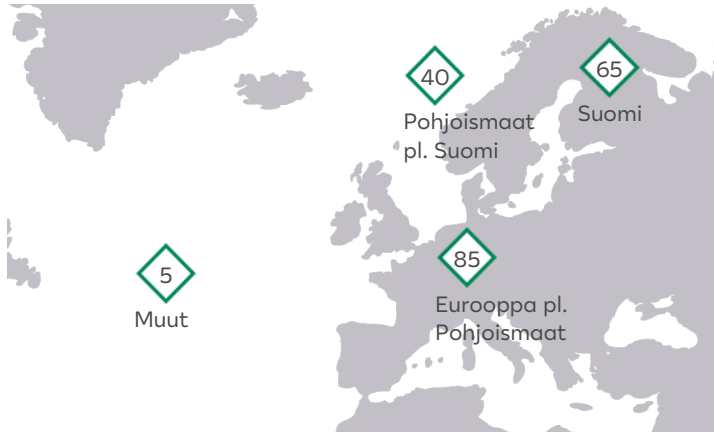 40
Pohjoismaat
pl. Suomi
65
Suomi
5
Muut
85
Eurooppa pl.
Pohjoismaat